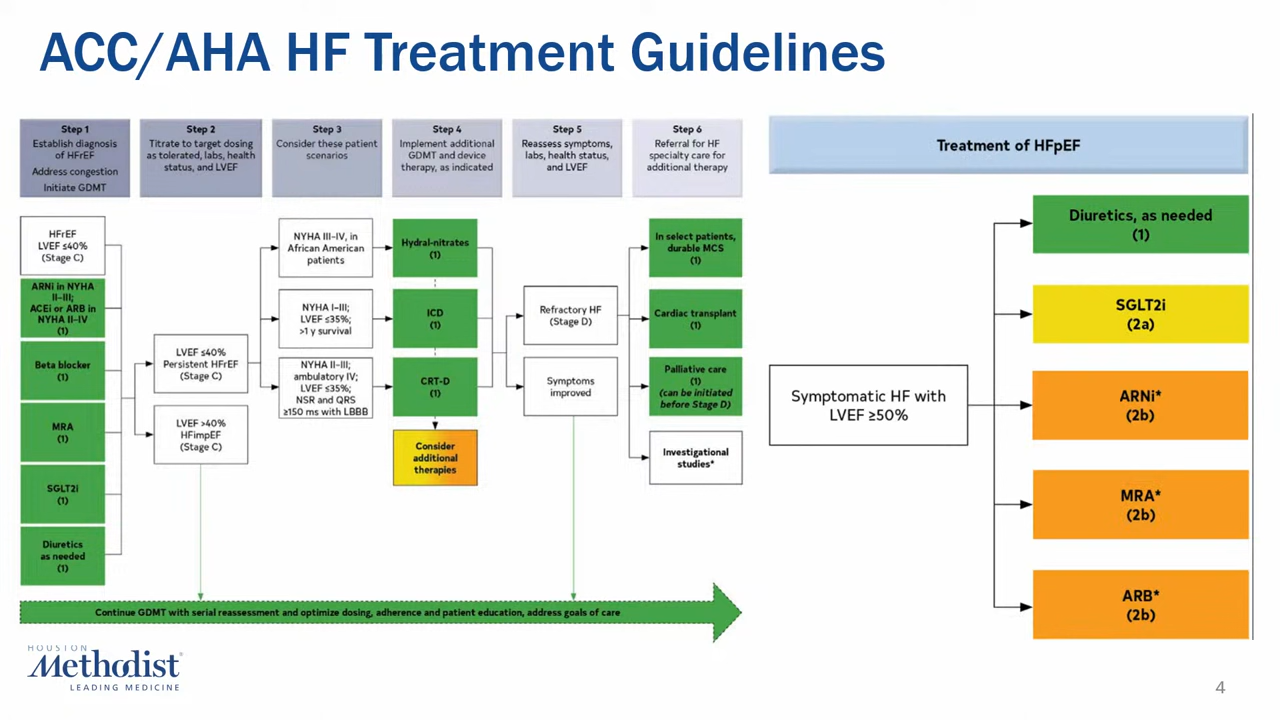 ACC/AHA HF Treatment Guidelines
Step 1
Establish diagnosis
of HFrEF
Address congestion
Initiate GDMT
Step 2
Titrate to target dosing
as tolerated, labs, health
status, and LVEF
Step 3
Consider these patient
scenarios
Step 4
Implement additional
GDMT and device
therapy, as indicated
Step 5
Reassess symptoms,
labs, health status,
and LVEF
Step 6
Referral for HF
specialty care for
additional therapy
HFrEF
LVEF ≤40%
(Stage C)
ARNi in NYHA
II–III;
ACEi or ARB in
NYHA II–IV
(1)
Beta blocker
(1)
MRA
(1)
SGLT2i
(1)
Diuretics
as needed
(1)
LVEF ≤40%
Persistent HFrEF
(Stage C)
LVEF >40%
HFimpEF
(Stage C)
NYHA III–IV, in
African American
patients
NYHA I–III;
LVEF ≤35%;
>1 y survival
NYHA II–III;
ambulatory IV;
LVEF ≤35%;
NSR and QRS
≥150 ms with LBBB
Hydral-nitrates
(1)
ICD
(1)
CRT-D
(1)
Consider
additional
therapies
Refractory HF
(Stage D)
Symptoms
improved
In select patients,
durable MCS
(1)
Cardiac transplant
(1)
Palliative care
(1)
(can be initiated
before Stage D)
Investigational
studies*
Continue GDMT with serial reassessment and optimize dosing, adherence and patient education, address goals of care
Treatment of HFpEF
Symptomatic HF with
LVEF ≥50%
Diuretics, as needed
(1)
SGLT2i
(2a)
ARNi*
(2b)
MRA*
(2b)
ARB*
(2b)
HOUSTON
Methodist®
LEADING MEDICINE
4